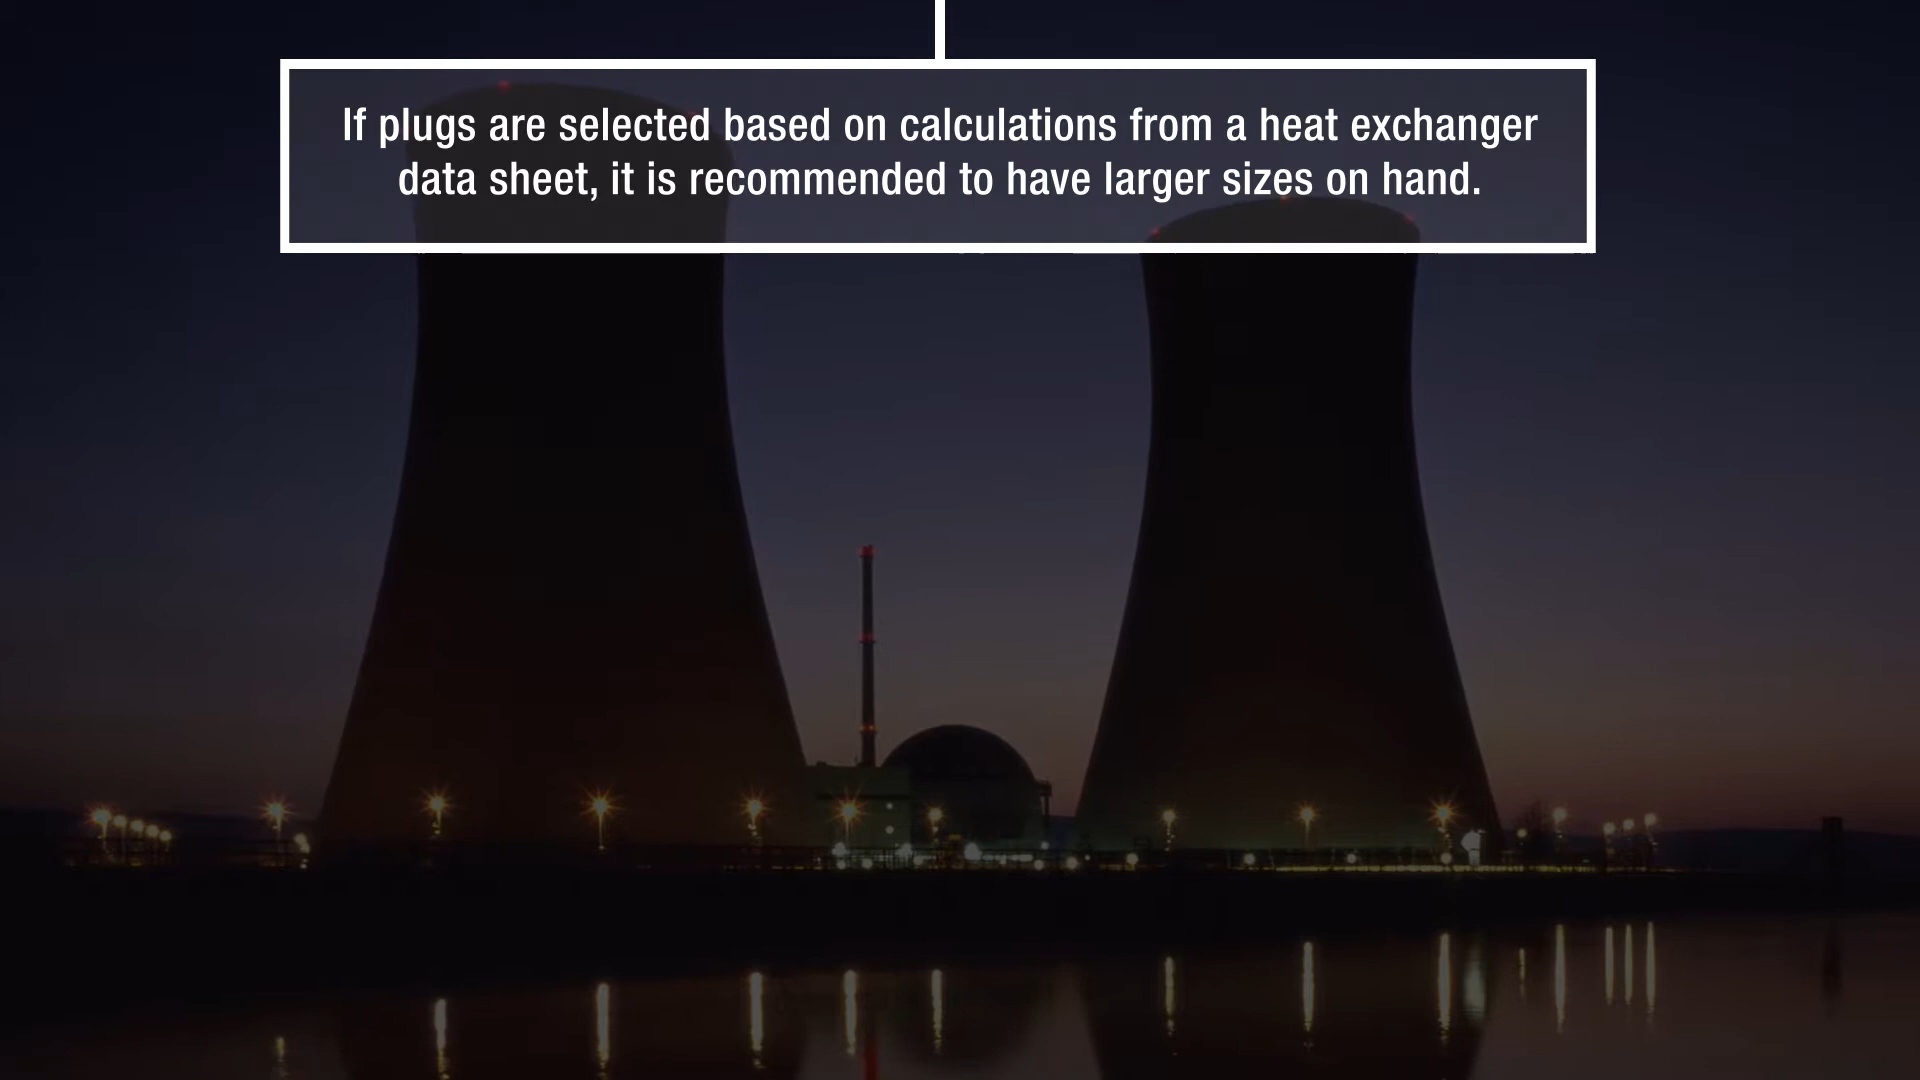 If plugs are selected based on calculations from a heat exchanger
data sheet, it is recommended to have larger sizes on hand.